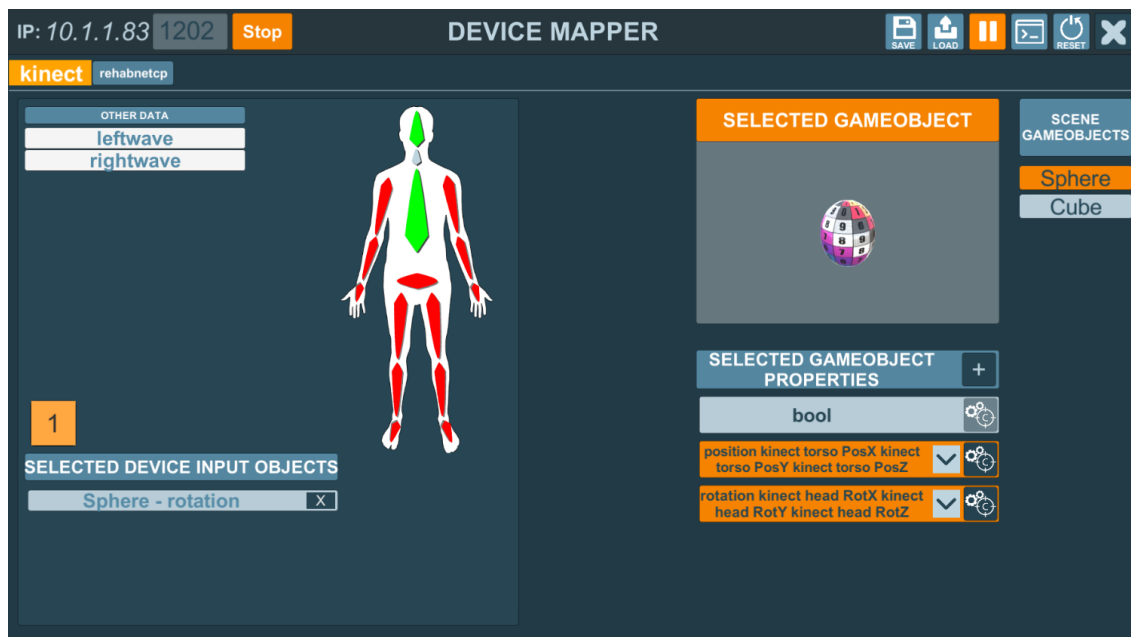 IP: 10.1.1.83 1202 Stop
DEVICE MAPPER
SAVE
LOAD
RESET
kinect
rehabnetcp
OTHER DATA
leftwave
rightwave
1
SELECTED DEVICE INPUT OBJECTS
Sphere - rotation X
SELECTED GAMEOBJECT
SELECTED GAMEOBJECT
PROPERTIES
+
bool
C
position kinect torso PosX kinect
torso PosY kinect torso PosZ
C
rotation kinect head RotX kinect
head RotY kinect head RotZ
C
SCENE
GAMEOBJECTS
Sphere
Cube